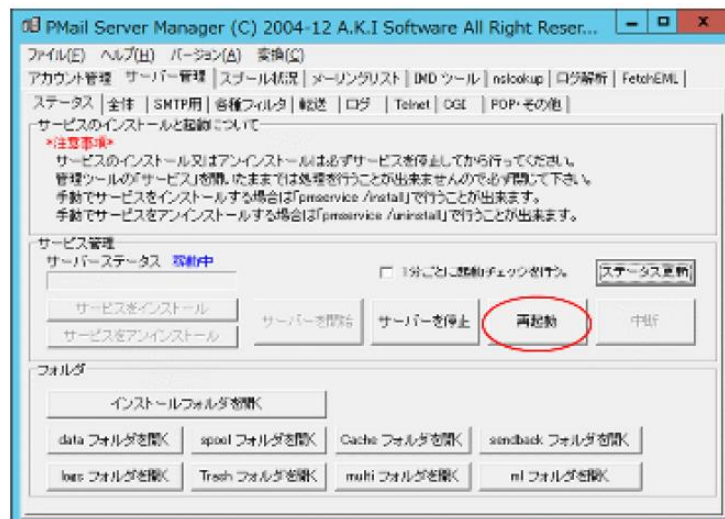 PMail Server Manager (C) 2004-12 A.K.I Software All Right Reser...
ファイル(F) ヘルプ(H) バージョン(A) 変換(C)
アカウント管理 サーバー管理 スプール状況 メーリングリスト IMD ツール nslookup ログ解析 FetchEML
ステータス 全体 SMTP用 各種フィルタ 転送 ログ Telnet CGI POP・その他
サービスのインストールと起動について
*注意事項*
サービスのインストール又はアンインストールは必ずサービスを停止してから行ってください。
管理ツールの「サービス」を開いたままでは処理を行うことが出来ませんので必ず閉じて下さい。
手動でサービスをインストールする場合は「pmservice /install」で行うことが出来ます。
手動でサービスをアンインストールする場合は「pmservice /uninstall」で行うことが出来ます。
サービス管理
サーバーステータス 稼動中
1分ごとに起動チェックを行う。 ステータス更新
サービスをインストール
サービスをアンインストール
サーバーを開始 サーバーを停止 再起動 中断
フォルダ
インストールフォルダを開く
data フォルダを開く spool フォルダを開く Cache フォルダを開く sendback フォルダを開く
logs フォルダを開く Trash フォルダを開く multi フォルダを開く ml フォルダを開く